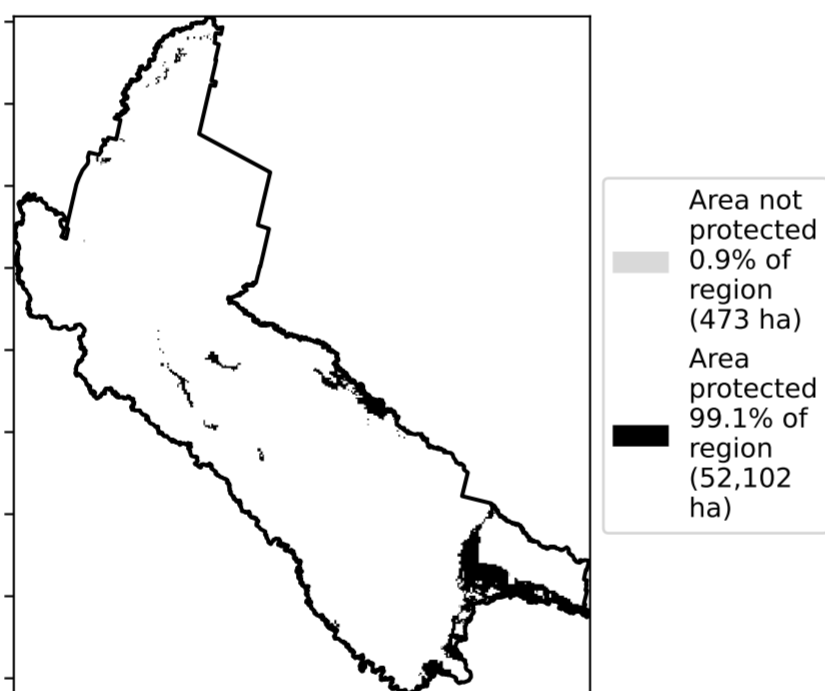 Area not
protected
0.9% of
region
(473 ha)
Area
protected
99.1% of
region
(52,102
ha)